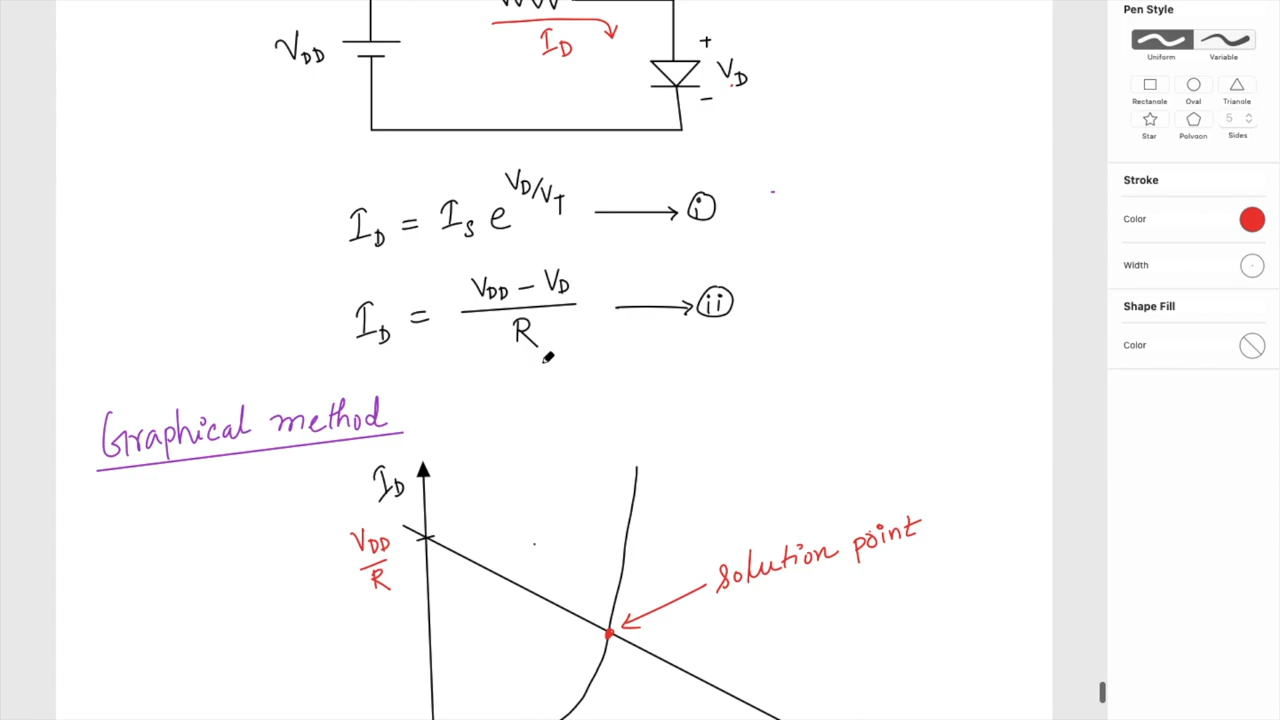 V_DD
I_D
+
V_D
−
I_D = I_S e^(V_D/V_T) ⟶ (i)
I_D = (V_DD − V_D)/R ⟶ (ii)
Graphical method
I_D
V_DD/R
solution point
Pen Style
Uniform Variable
Rectangle Oval Triangle
5
Star Polygon Sides
Stroke
Color
Width
Shape Fill
Color